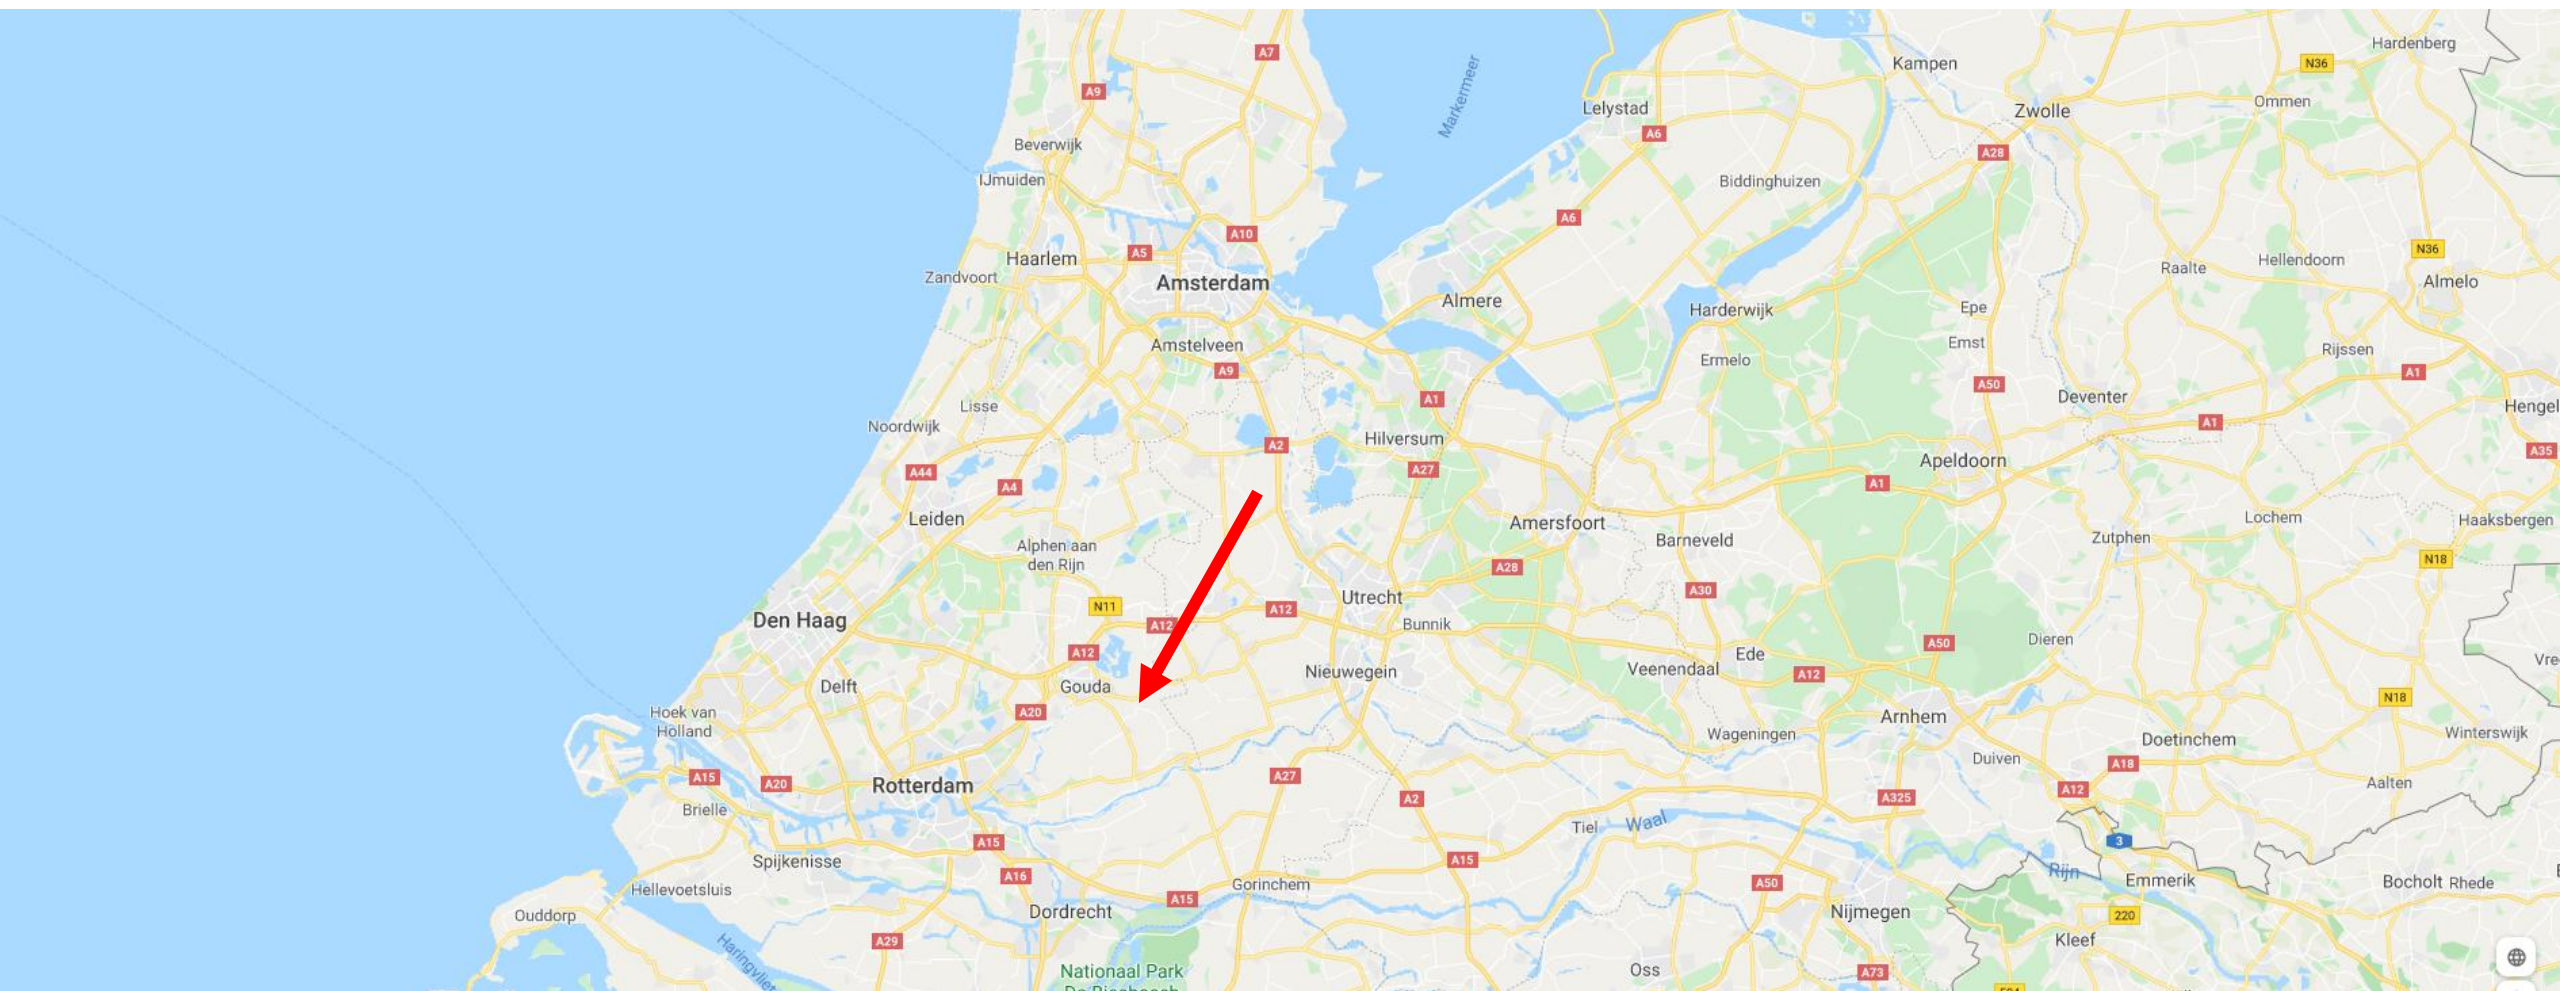 Hardenberg
A7
Kampen
N36
A9
Markermeer
Lelystad
Ommen
Zwolle
A6
Beverwijk
A28
IJmuiden
Biddinghuizen
A6
A10
N36
Haarlem
A5
Hellendoorn
Zandvoort
Raalte
Amsterdam
Almelo
Almere
Harderwijk
Epe
Amstelveen
Emst
Rijssen
Ermelo
A9
A1
A50
A1
Deventer
Lisse
Hengel
Noordwijk
A1
Hilversum
A2
A35
Apeldoorn
A27
A44
A1
A4
Leiden
Amersfoort
Lochem
Haaksbergen
Zutphen
Barneveld
Alphen aan
den Rijn
N18
A28
A30
Utrecht
N11
A12
Den Haag
A12
Bunnik
Dieren
A50
A12
Ede
Vre
Veenendaal
Nieuwegein
A12
Delft
Gouda
N18
Hoek van
Holland
A20
Arnhem
Wageningen
Winterswijk
Doetinchem
Duiven
A18
A15
A27
A20
Rotterdam
Aalten
A12
A325
A2
Brielle
Tiel
Waal
A15
3
Spijkenisse
A15
Rijn
A16
Emmerik
Bocholt
Rhede
Hellevoetsluis
Gorinchem
A50
A15
Ouddorp
Dordrecht
Nijmegen
220
A29
Kleef
Haringvliet
Nationaal Park
Oss
A73